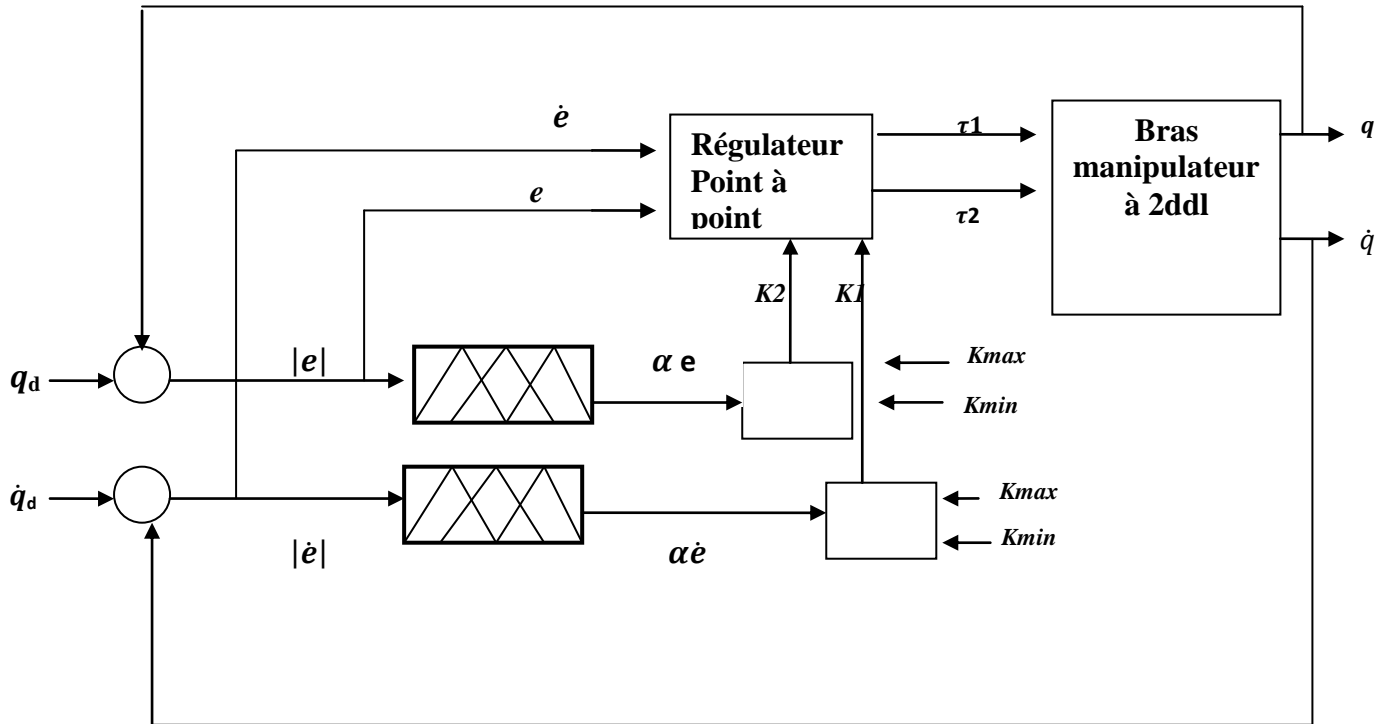 ė
e
Régulateur
Point à
point
τ1
τ2
Bras
manipulateur
à 2ddl
q
q̇
K2
K1
q_d
|e|
α e
Kmax
Kmin
q̇_d
|ė|
αė
Kmax
Kmin